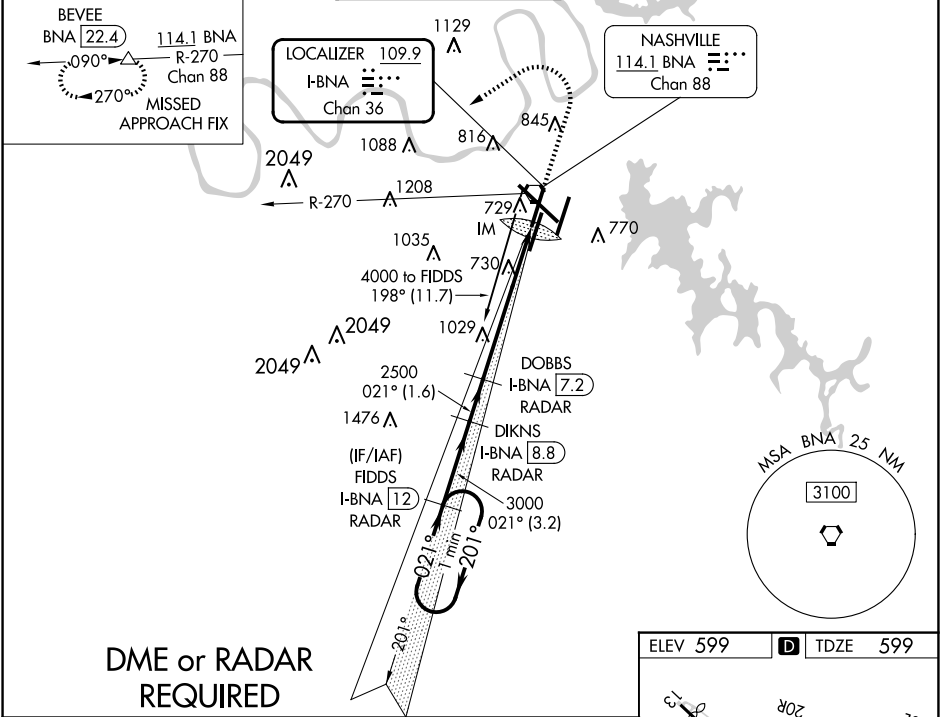 BEVEE
BNA 22.4
114.1 BNA
090°
R-270
Chan 88
270°
MISSED
APPROACH FIX
LOCALIZER 109.9
I-BNA
Chan 36
1129
NASHVILLE
114.1 BNA
Chan 88
1088
816
845
2049
R-270
1208
729
IM
770
1035
730
4000 to FIDDS
198° (11.7)
1029
2049
2049
2500
021° (1.6)
DOBBS
I-BNA 7.2
RADAR
1476
DIKNS
I-BNA 8.8
RADAR
(IF/IAF)
FIDDS
I-BNA 12
RADAR
3000
021° (3.2)
021°
1 min
201°
201°
MSA BNA 25 NM
3100
DME or RADAR
REQUIRED
ELEV 599
D
TDZE 599
13
20R